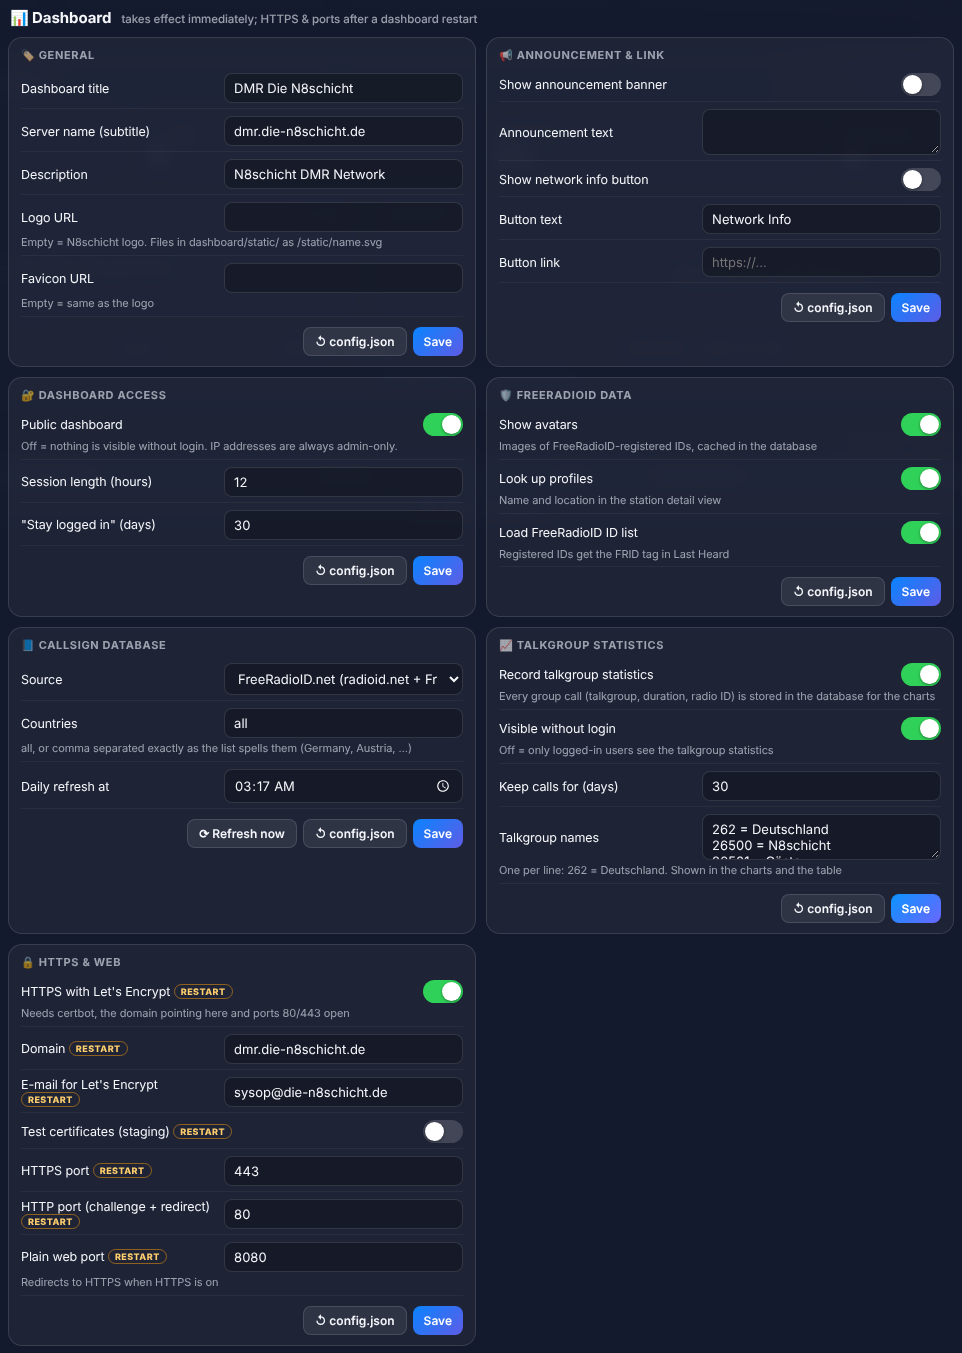 Dashboard takes effect immediately; HTTPS & ports after a dashboard restart
GENERAL
Dashboard title DMR Die N8schicht
Server name (subtitle) dmr.die-n8schicht.de
Description N8schicht DMR Network
Logo URL
Empty = N8schicht logo. Files in dashboard/static/ as /static/name.svg
Favicon URL
Empty = same as the logo
↺ config.json Save
ANNOUNCEMENT & LINK
Show announcement banner
Announcement text
Show network info button
Button text Network Info
Button link https://...
↺ config.json Save
DASHBOARD ACCESS
Public dashboard
Off = nothing is visible without login. IP addresses are always admin-only.
Session length (hours) 12
"Stay logged in" (days) 30
↺ config.json Save
FREERADIOID DATA
Show avatars
Images of FreeRadioID-registered IDs, cached in the database
Look up profiles
Name and location in the station detail view
Load FreeRadioID ID list
Registered IDs get the FRID tag in Last Heard
↺ config.json Save
CALLSIGN DATABASE
Source FreeRadioID.net (radioid.net + Fr
Countries all
all, or comma separated exactly as the list spells them (Germany, Austria, ...)
Daily refresh at 03:17 AM
⟳ Refresh now ↺ config.json Save
TALKGROUP STATISTICS
Record talkgroup statistics
Every group call (talkgroup, duration, radio ID) is stored in the database for the charts
Visible without login
Off = only logged-in users see the talkgroup statistics
Keep calls for (days) 30
Talkgroup names 262 = Deutschland
26500 = N8schicht
One per line: 262 = Deutschland. Shown in the charts and the table
↺ config.json Save
HTTPS & WEB
HTTPS with Let's Encrypt RESTART
Needs certbot, the domain pointing here and ports 80/443 open
Domain RESTART dmr.die-n8schicht.de
E-mail for Let's Encrypt RESTART sysop@die-n8schicht.de
Test certificates (staging) RESTART
HTTPS port RESTART 443
HTTP port (challenge + redirect) RESTART 80
Plain web port RESTART 8080
Redirects to HTTPS when HTTPS is on
↺ config.json Save